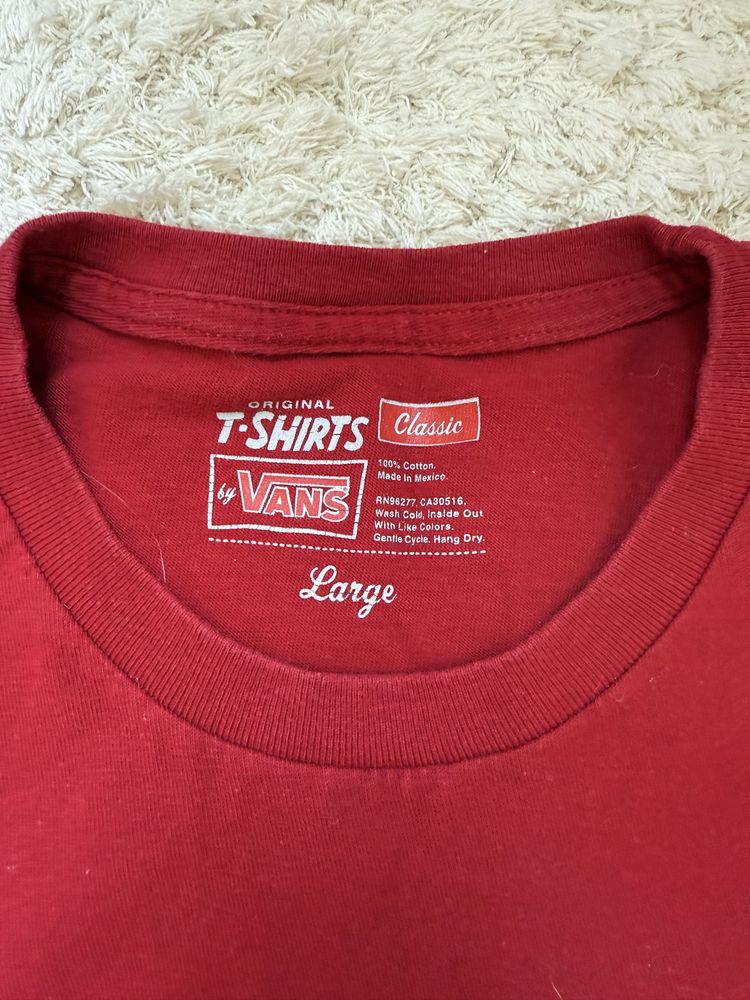 ORIGINAL
T-SHIRTS
Classic
by VANS
100% Cotton.
Made in Mexico.
RN96277, CA30516,
Wash Cold, Inside Out
With Like Colors.
Gentle Cycle. Hang Dry.
Large